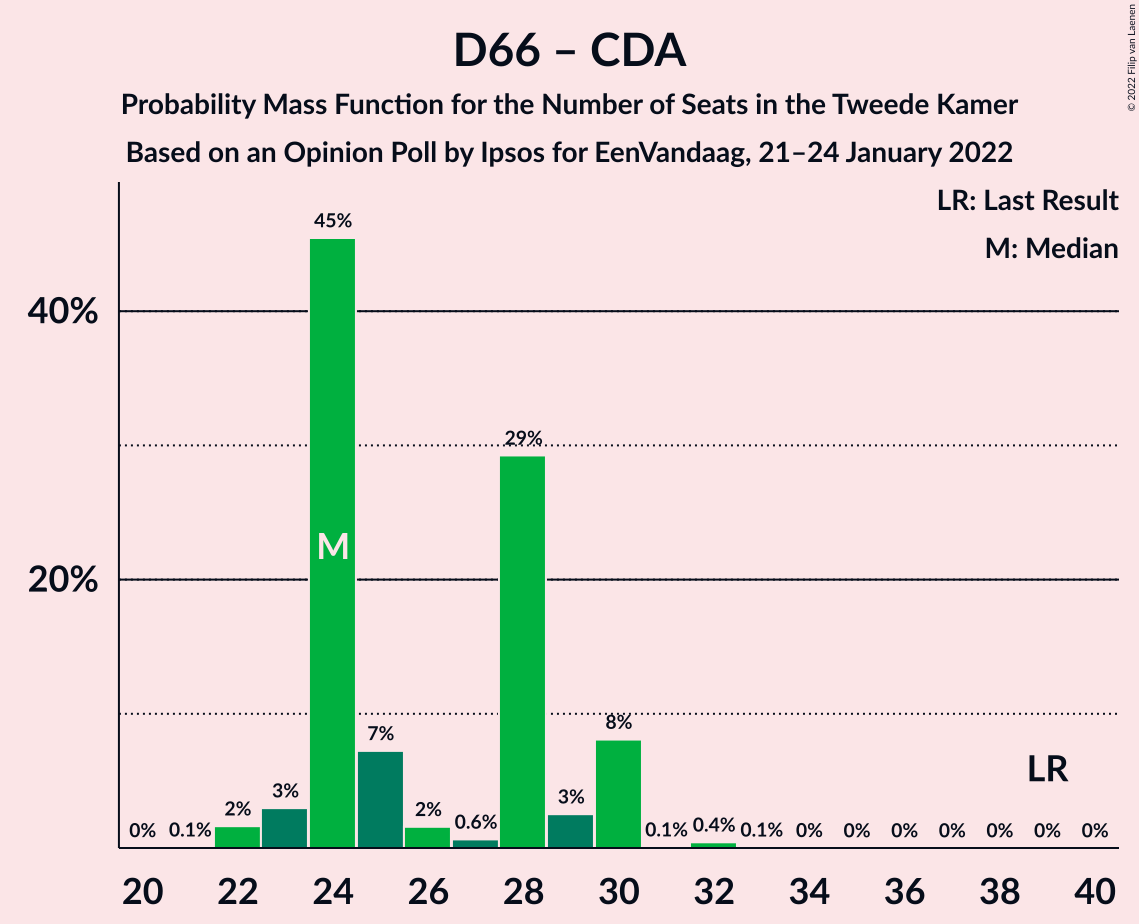 D66 – CDA
Probability Mass Function for the Number of Seats in the Tweede Kamer
Based on an Opinion Poll by Ipsos for EenVandaag, 21–24 January 2022
© 2022 Filip van Laenen
LR: Last Result
M: Median
45%
40%
29%
M
20%
8%
7%
LR
3%
2%
3%
2%
0.6%
0% 0.1% 0.1% 0.4% 0.1% 0% 0% 0% 0% 0% 0% 0%
20 22 24 26 28 30 32 34 36 38 40